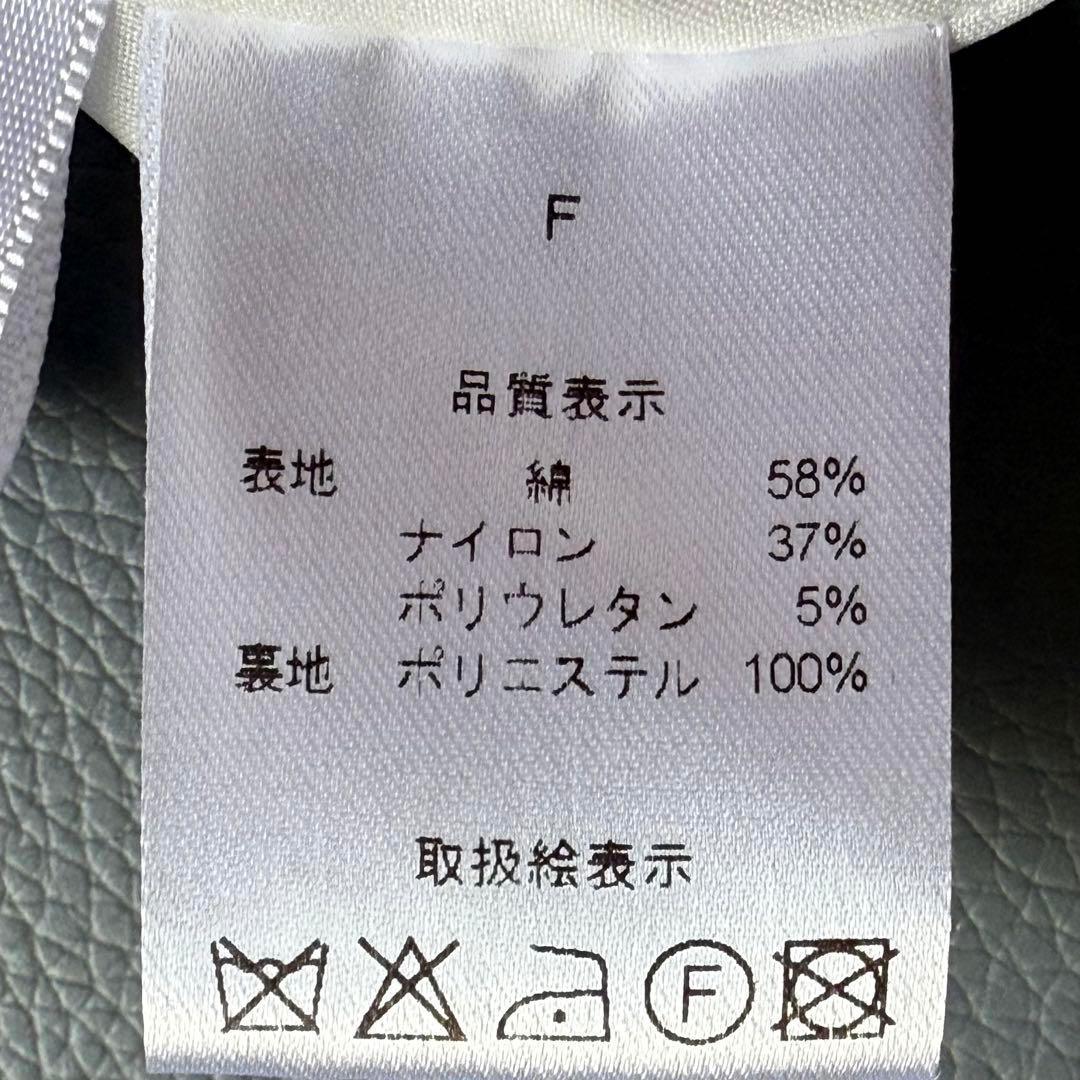 F
品質表示
表地 綿 58%
ナイロン 37%
ポリウレタン 5%
裏地 ポリエステル 100%
取扱絵表示
F